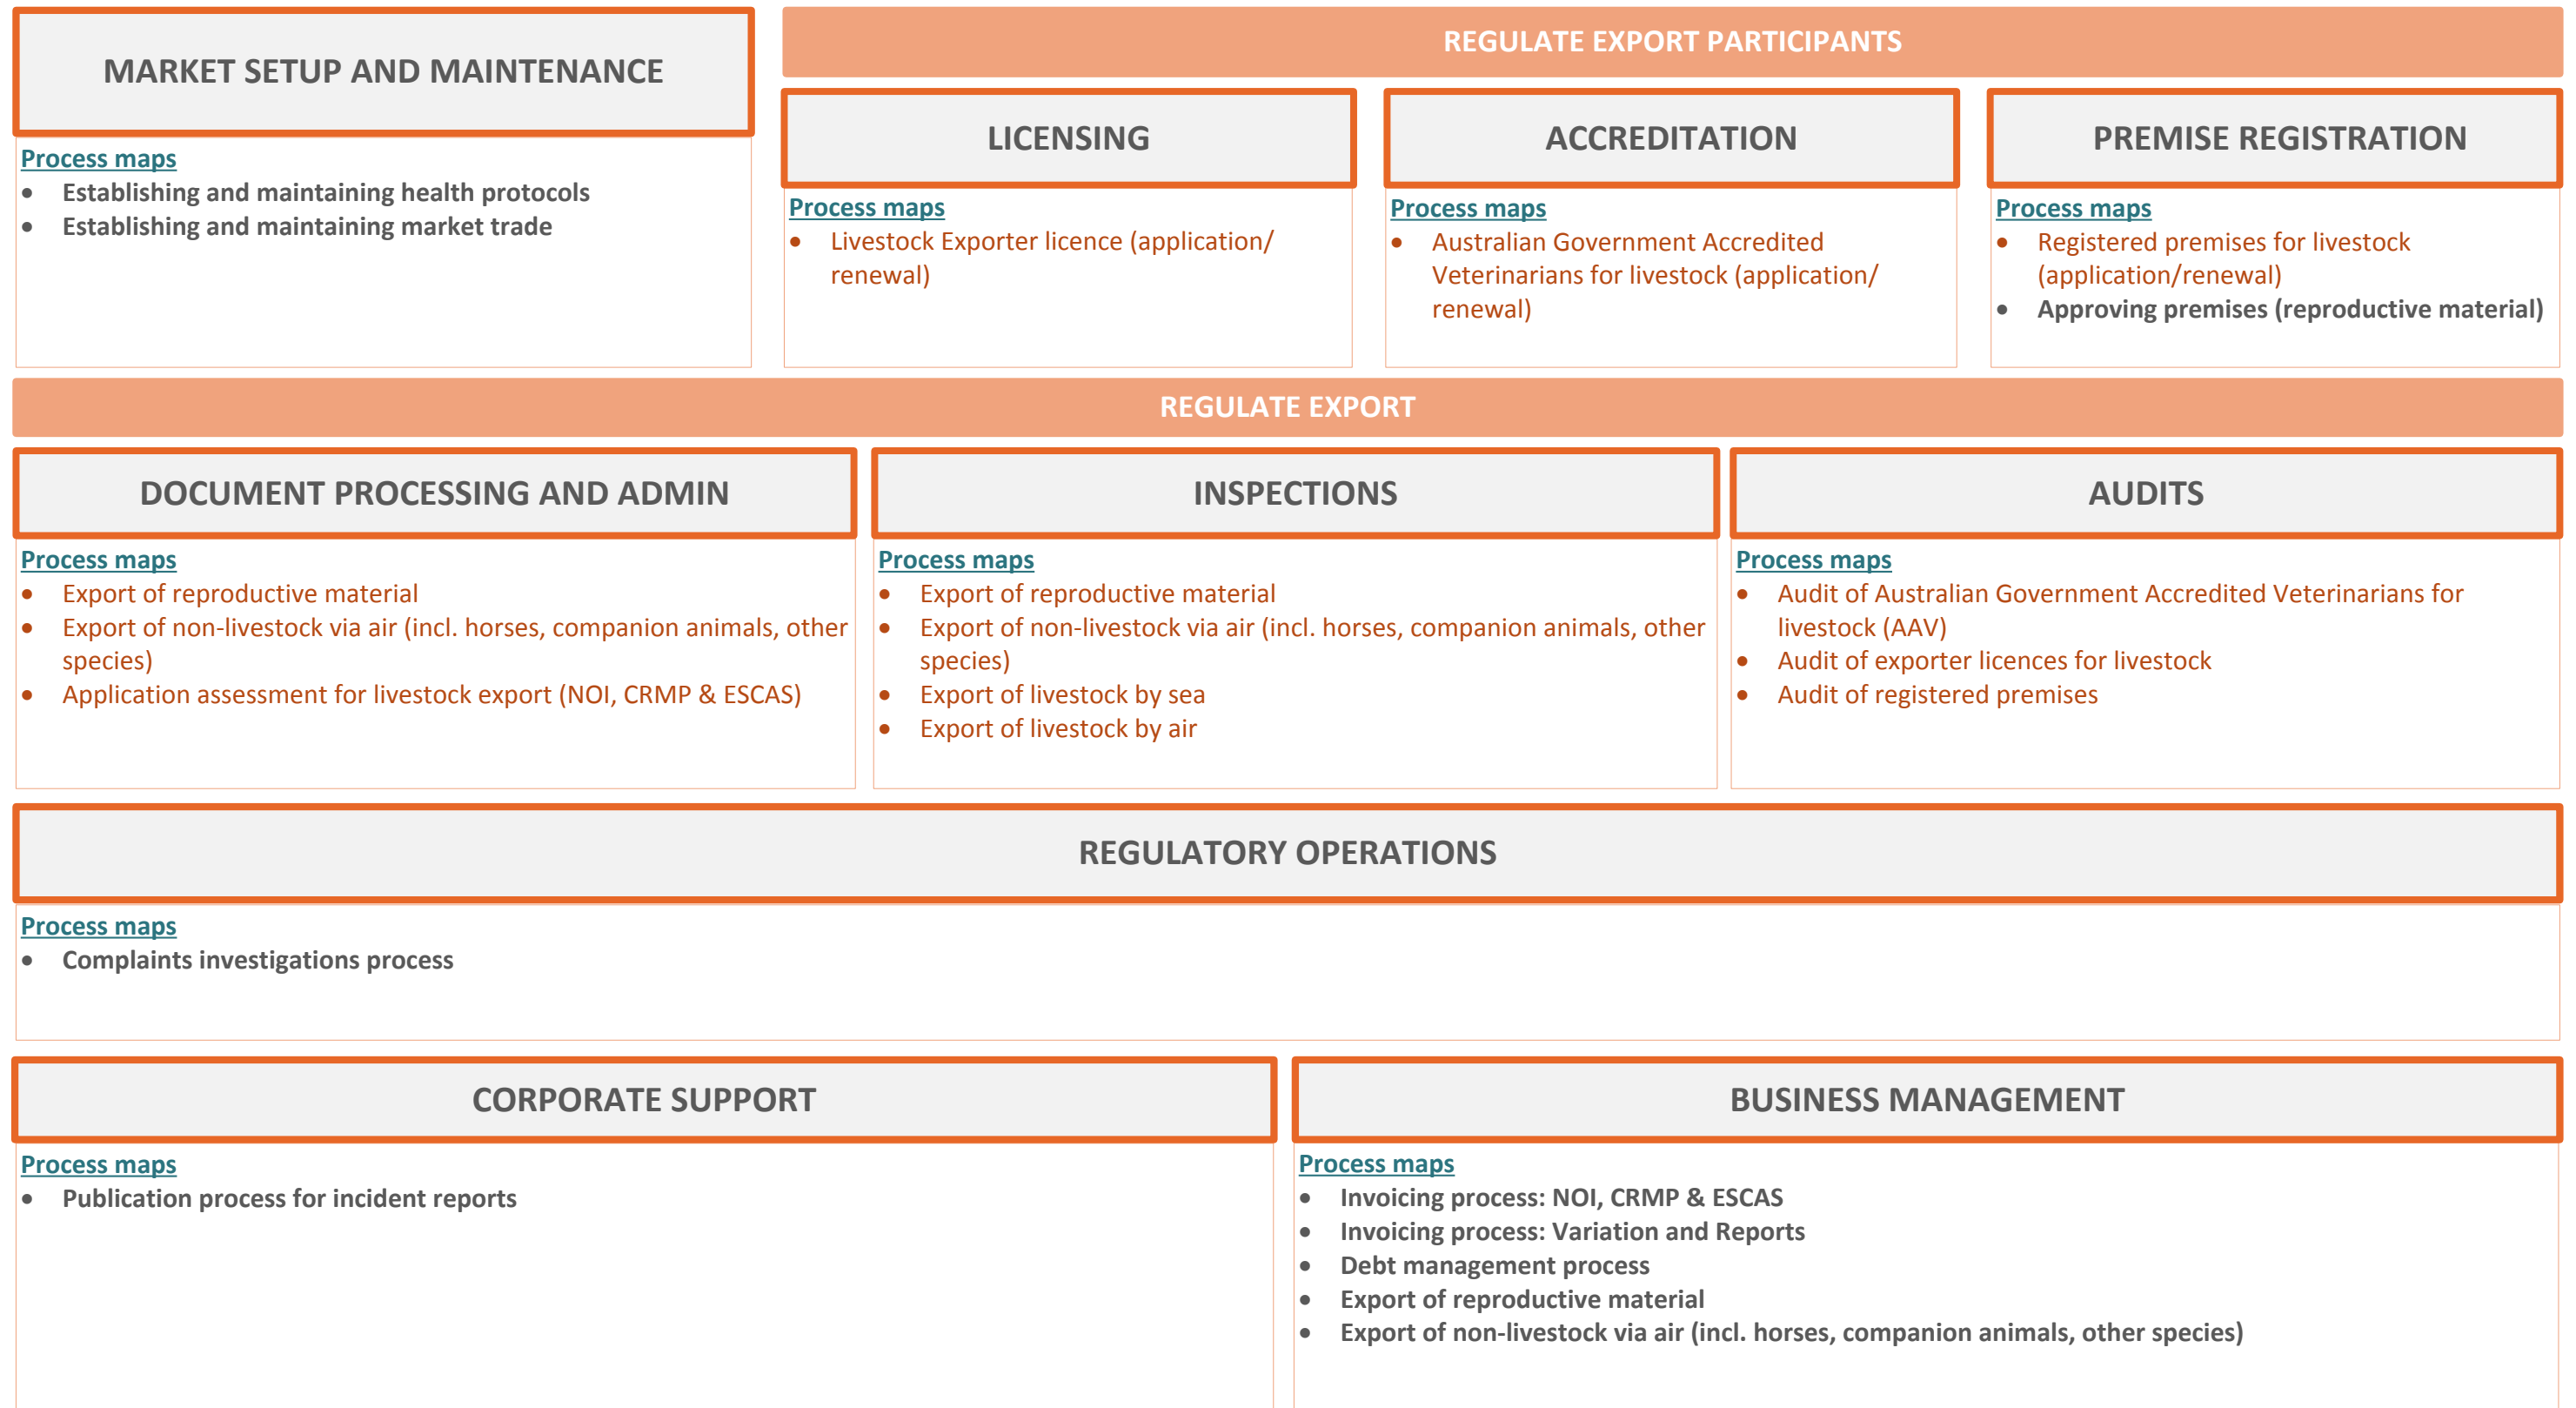 MARKET SETUP AND MAINTENANCE
Process maps
• Establishing and maintaining health protocols
• Establishing and maintaining market trade
REGULATE EXPORT PARTICIPANTS
LICENSING
Process maps
• Livestock Exporter licence (application/
renewal)
ACCREDITATION
Process maps
• Australian Government Accredited
Veterinarians for livestock (application/
renewal)
PREMISE REGISTRATION
Process maps
• Registered premises for livestock
(application/renewal)
• Approving premises (reproductive material)
REGULATE EXPORT
DOCUMENT PROCESSING AND ADMIN
Process maps
• Export of reproductive material
• Export of non-livestock via air (incl. horses, companion animals, other
species)
• Application assessment for livestock export (NOI, CRMP & ESCAS)
INSPECTIONS
Process maps
• Export of reproductive material
• Export of non-livestock via air (incl. horses, companion animals, other
species)
• Export of livestock by sea
• Export of livestock by air
AUDITS
Process maps
• Audit of Australian Government Accredited Veterinarians for
livestock (AAV)
• Audit of exporter licences for livestock
• Audit of registered premises
REGULATORY OPERATIONS
Process maps
• Complaints investigations process
CORPORATE SUPPORT
Process maps
• Publication process for incident reports
BUSINESS MANAGEMENT
Process maps
• Invoicing process: NOI, CRMP & ESCAS
• Invoicing process: Variation and Reports
• Debt management process
• Export of reproductive material
• Export of non-livestock via air (incl. horses, companion animals, other species)